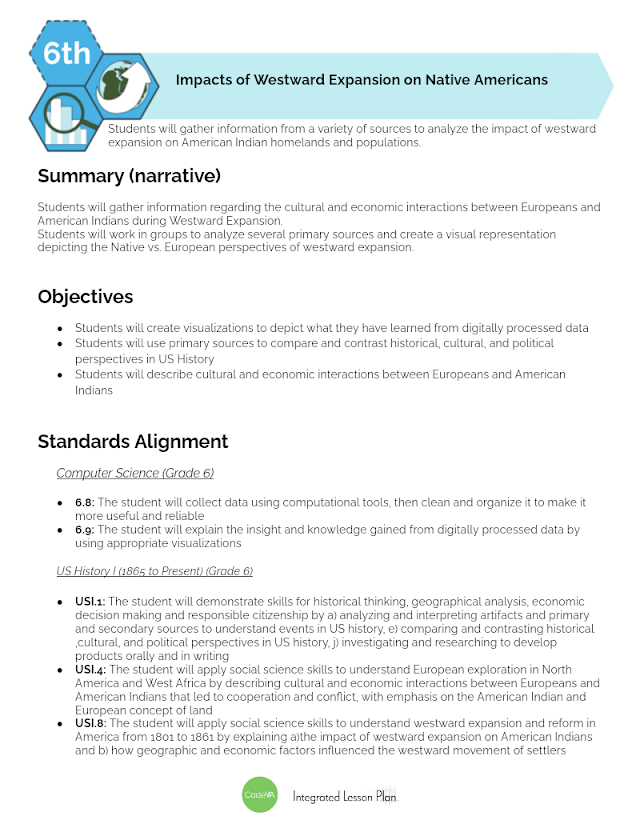 6th
Impacts of Westward Expansion on Native Americans
Students will gather information from a variety of sources to analyze the impact of westward
expansion on American Indian homelands and populations.
Summary (narrative)
Students will gather information regarding the cultural and economic interactions between Europeans and
American Indians during Westward Expansion.
Students will work in groups to analyze several primary sources and create a visual representation
depicting the Native vs. European perspectives of westward expansion.
Objectives
● Students will create visualizations to depict what they have learned from digitally processed data
● Students will use primary sources to compare and contrast historical, cultural, and political
perspectives in US History
● Students will describe cultural and economic interactions between Europeans and American
Indians
Standards Alignment
Computer Science (Grade 6)
● 6.8: The student will collect data using computational tools, then clean and organize it to make it
more useful and reliable
● 6.9: The student will explain the insight and knowledge gained from digitally processed data by
using appropriate visualizations
US History I (1865 to Present) (Grade 6)
● USI.1: The student will demonstrate skills for historical thinking, geographical analysis, economic
decision making and responsible citizenship by a) analyzing and interpreting artifacts and primary
and secondary sources to understand events in US history, e) comparing and contrasting historical
,cultural, and political perspectives in US history, j) investigating and researching to develop
products orally and in writing
● USI.4: The student will apply social science skills to understand European exploration in North
America and West Africa by describing cultural and economic interactions between Europeans and
American Indians that led to cooperation and conflict, with emphasis on the American Indian and
European concept of land
● USI.8: The student will apply social science skills to understand westward expansion and reform in
America from 1801 to 1861 by explaining a)the impact of westward expansion on American Indians
and b) how geographic and economic factors influenced the westward movement of settlers
CodeVA
Integrated Lesson Plan